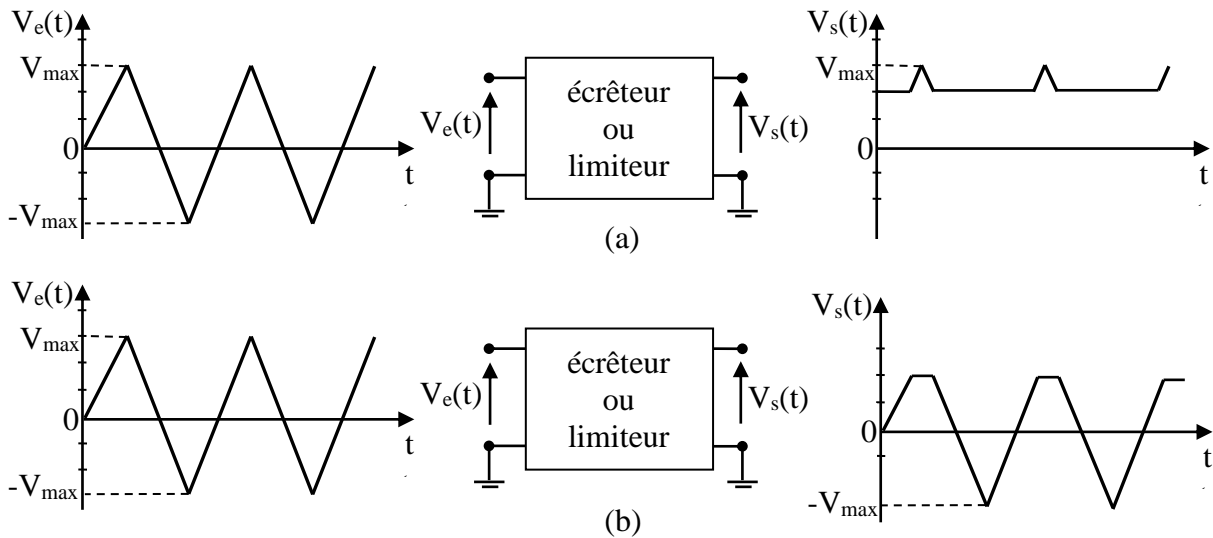 Ve(t)
Vmax
0
-Vmax
t
Ve(t)
écrêteur
ou
limiteur
Vs(t)
(a)
Vs(t)
Vmax
0
t
Ve(t)
Vmax
0
-Vmax
t
Ve(t)
écrêteur
ou
limiteur
Vs(t)
(b)
Vs(t)
0
-Vmax
t